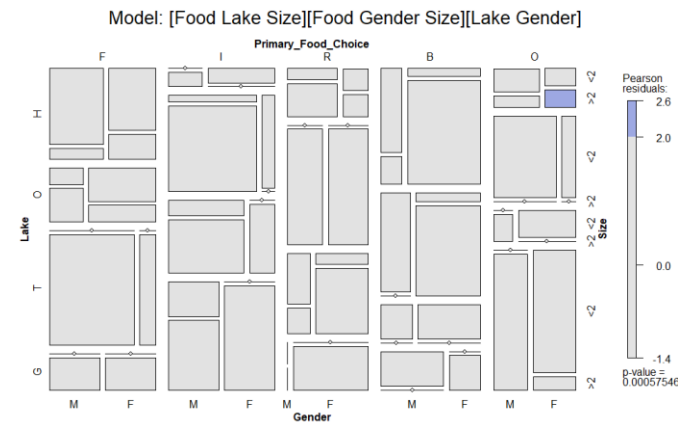 Model: [Food Lake Size][Food Gender Size][Lake Gender]
Primary_Food_Choice
F I R B O
H
O
T
G
Lake
<2
>2
<2
>2
<2
>2
<2
>2
Size
M F M F M F M F M F
Gender
Pearson
residuals:
2.6
2.0
0.0
-1.4
p-value =
0.00057546